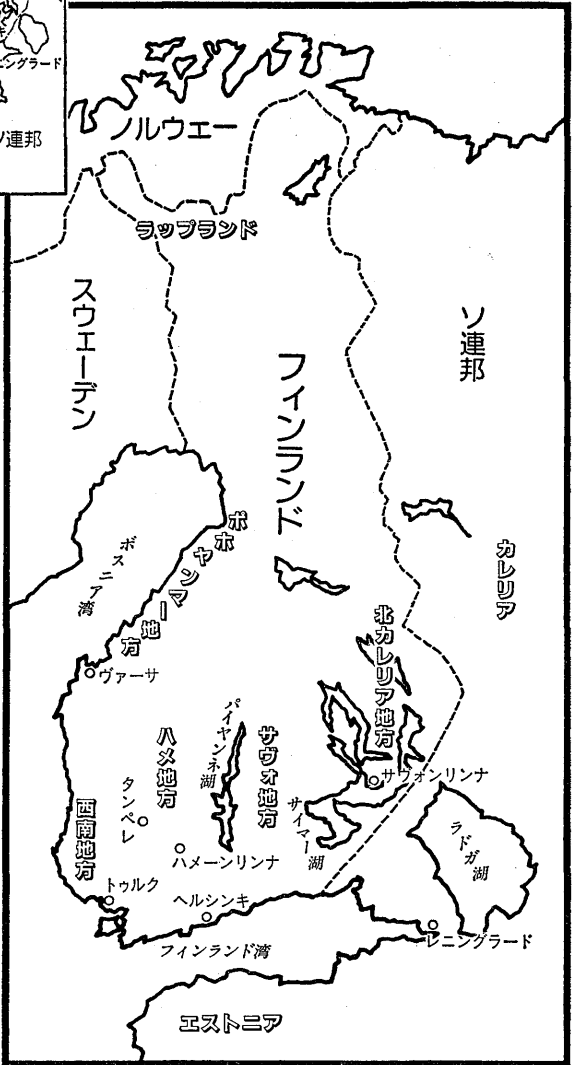 ニングラード
ソ連邦
ノルウェー
ラップランド
スウェーデン
ソ連邦
フィンランド
ポホヤンマー地方
ボスニア湾
カレリア
北カレリア地方
ヴァーサ
パイヤンネ湖
ハメ地方
サヴォ地方
サヴォンリンナ
タンペレ
サイマー湖
西南地方
ラドガ湖
ハメーンリンナ
トゥルク
ヘルシンキ
レニングラード
フィンランド湾
エストニア